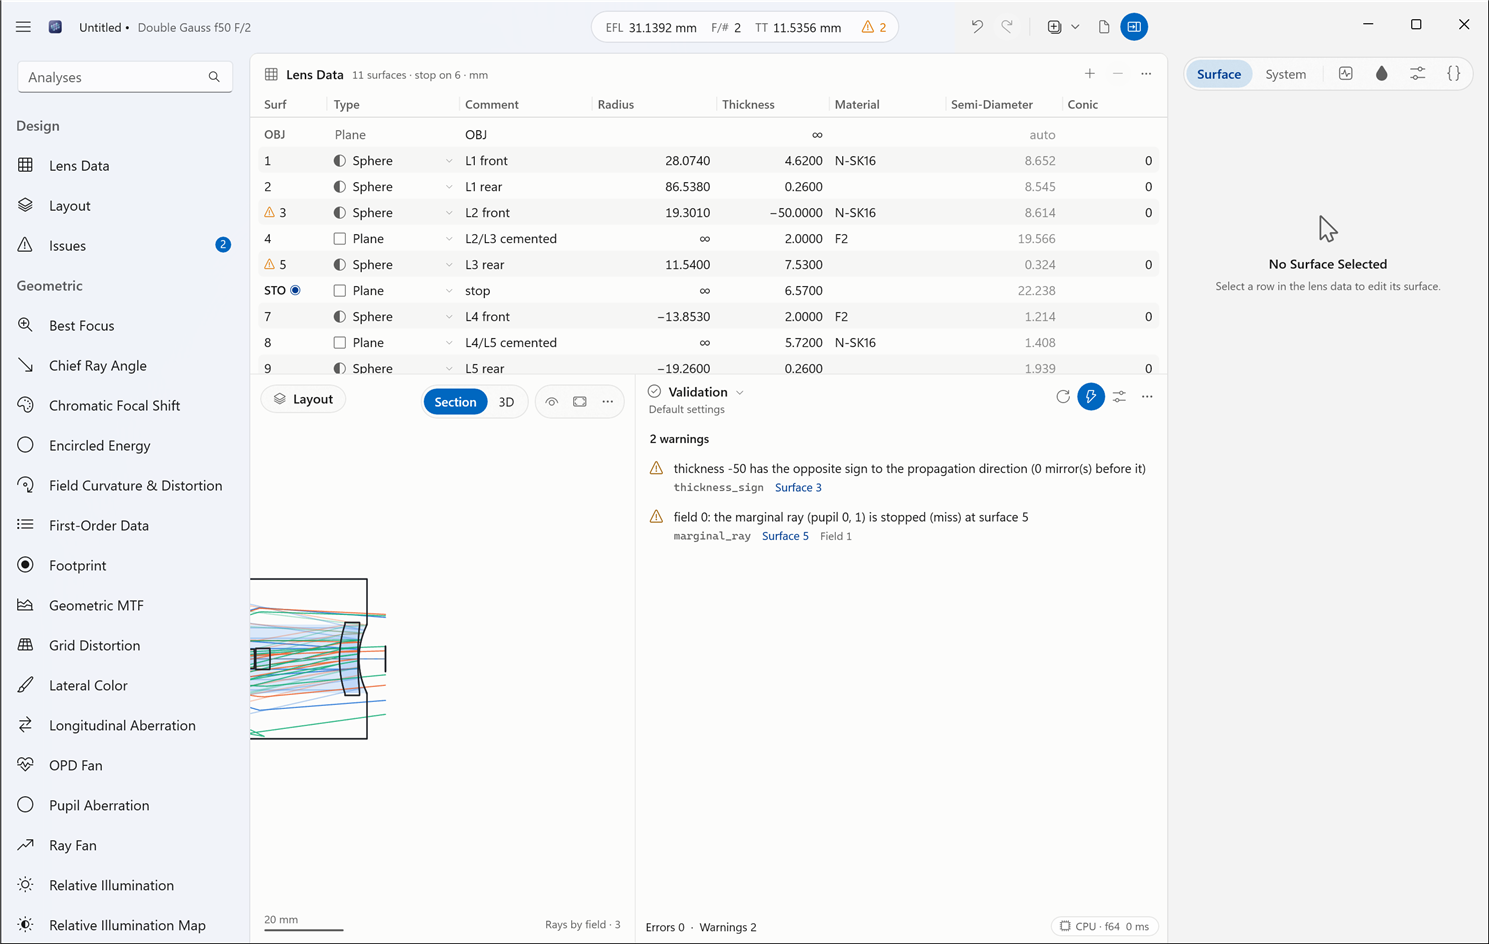 Untitled • Double Gauss f50 F/2
EFL 31.1392 mm F/# 2 TT 11.5356 mm 2
Analyses
Design
Lens Data
Layout
Issues 2
Geometric
Best Focus
Chief Ray Angle
Chromatic Focal Shift
Encircled Energy
Field Curvature & Distortion
First-Order Data
Footprint
Geometric MTF
Grid Distortion
Lateral Color
Longitudinal Aberration
OPD Fan
Pupil Aberration
Ray Fan
Relative Illumination
Relative Illumination Map
Lens Data 11 surfaces · stop on 6 · mm
Surf Type Comment Radius Thickness Material Semi-Diameter Conic
OBJ Plane OBJ ∞ auto
1 Sphere L1 front 28.0740 4.6200 N-SK16 8.652 0
2 Sphere L1 rear 86.5380 0.2600 8.545 0
3 Sphere L2 front 19.3010 −50.0000 N-SK16 8.614 0
4 Plane L2/L3 cemented ∞ 2.0000 F2 19.566
5 Sphere L3 rear 11.5400 7.5300 0.324 0
STO Plane stop ∞ 6.5700 22.238
7 Sphere L4 front −13.8530 2.0000 F2 1.214 0
8 Plane L4/L5 cemented ∞ 5.7200 N-SK16 1.408
9 Sphere L5 rear −19.2600 0.2600 1.939 0
Layout
Section 3D
20 mm
Rays by field · 3
Validation
Default settings
2 warnings
thickness -50 has the opposite sign to the propagation direction (0 mirror(s) before it)
thickness_sign Surface 3
field 0: the marginal ray (pupil 0, 1) is stopped (miss) at surface 5
marginal_ray Surface 5 Field 1
Errors 0 · Warnings 2
CPU · f64 0 ms
Surface System {}
No Surface Selected
Select a row in the lens data to edit its surface.